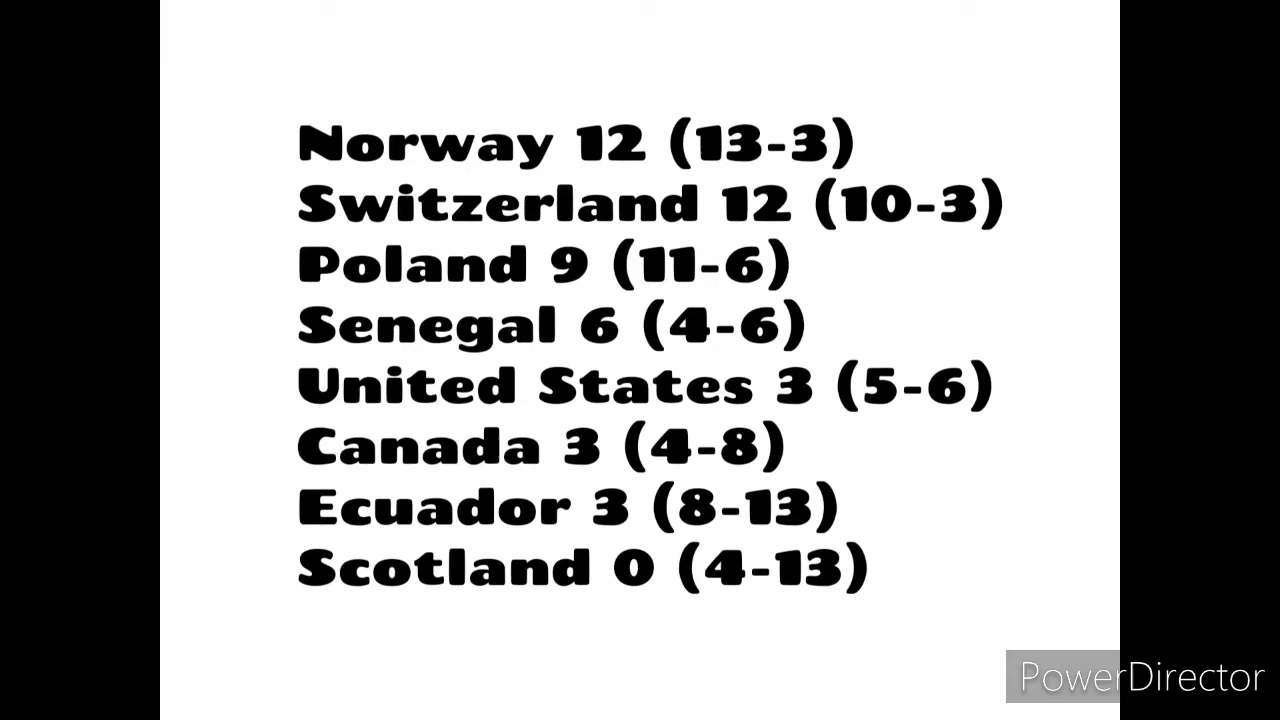 Norway 12 (13-3)
Switzerland 12 (10-3)
Poland 9 (11-6)
Senegal 6 (4-6)
United States 3 (5-6)
Canada 3 (4-8)
Ecuador 3 (8-13)
Scotland 0 (4-13)
PowerDirector